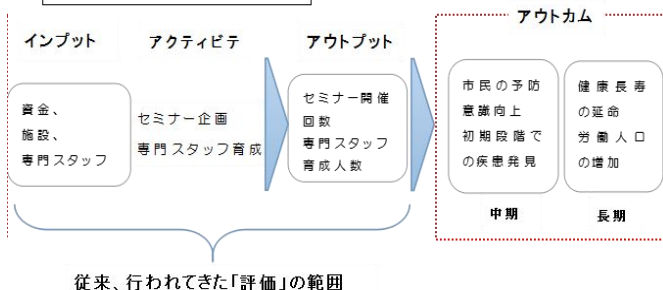 アウトカム
インプット
アクティビテ
アウトプット
資金、
施設、
専門スタッフ
セミナー企画
専門スタッフ育成
セミナー開催
回数
専門スタッフ
育成人数
市民の予防
意識向上
初期段階で
の疾患発見
中期
健康長寿
の延命
労働人口
の増加
長期
従来、行われてきた「評価」の範囲